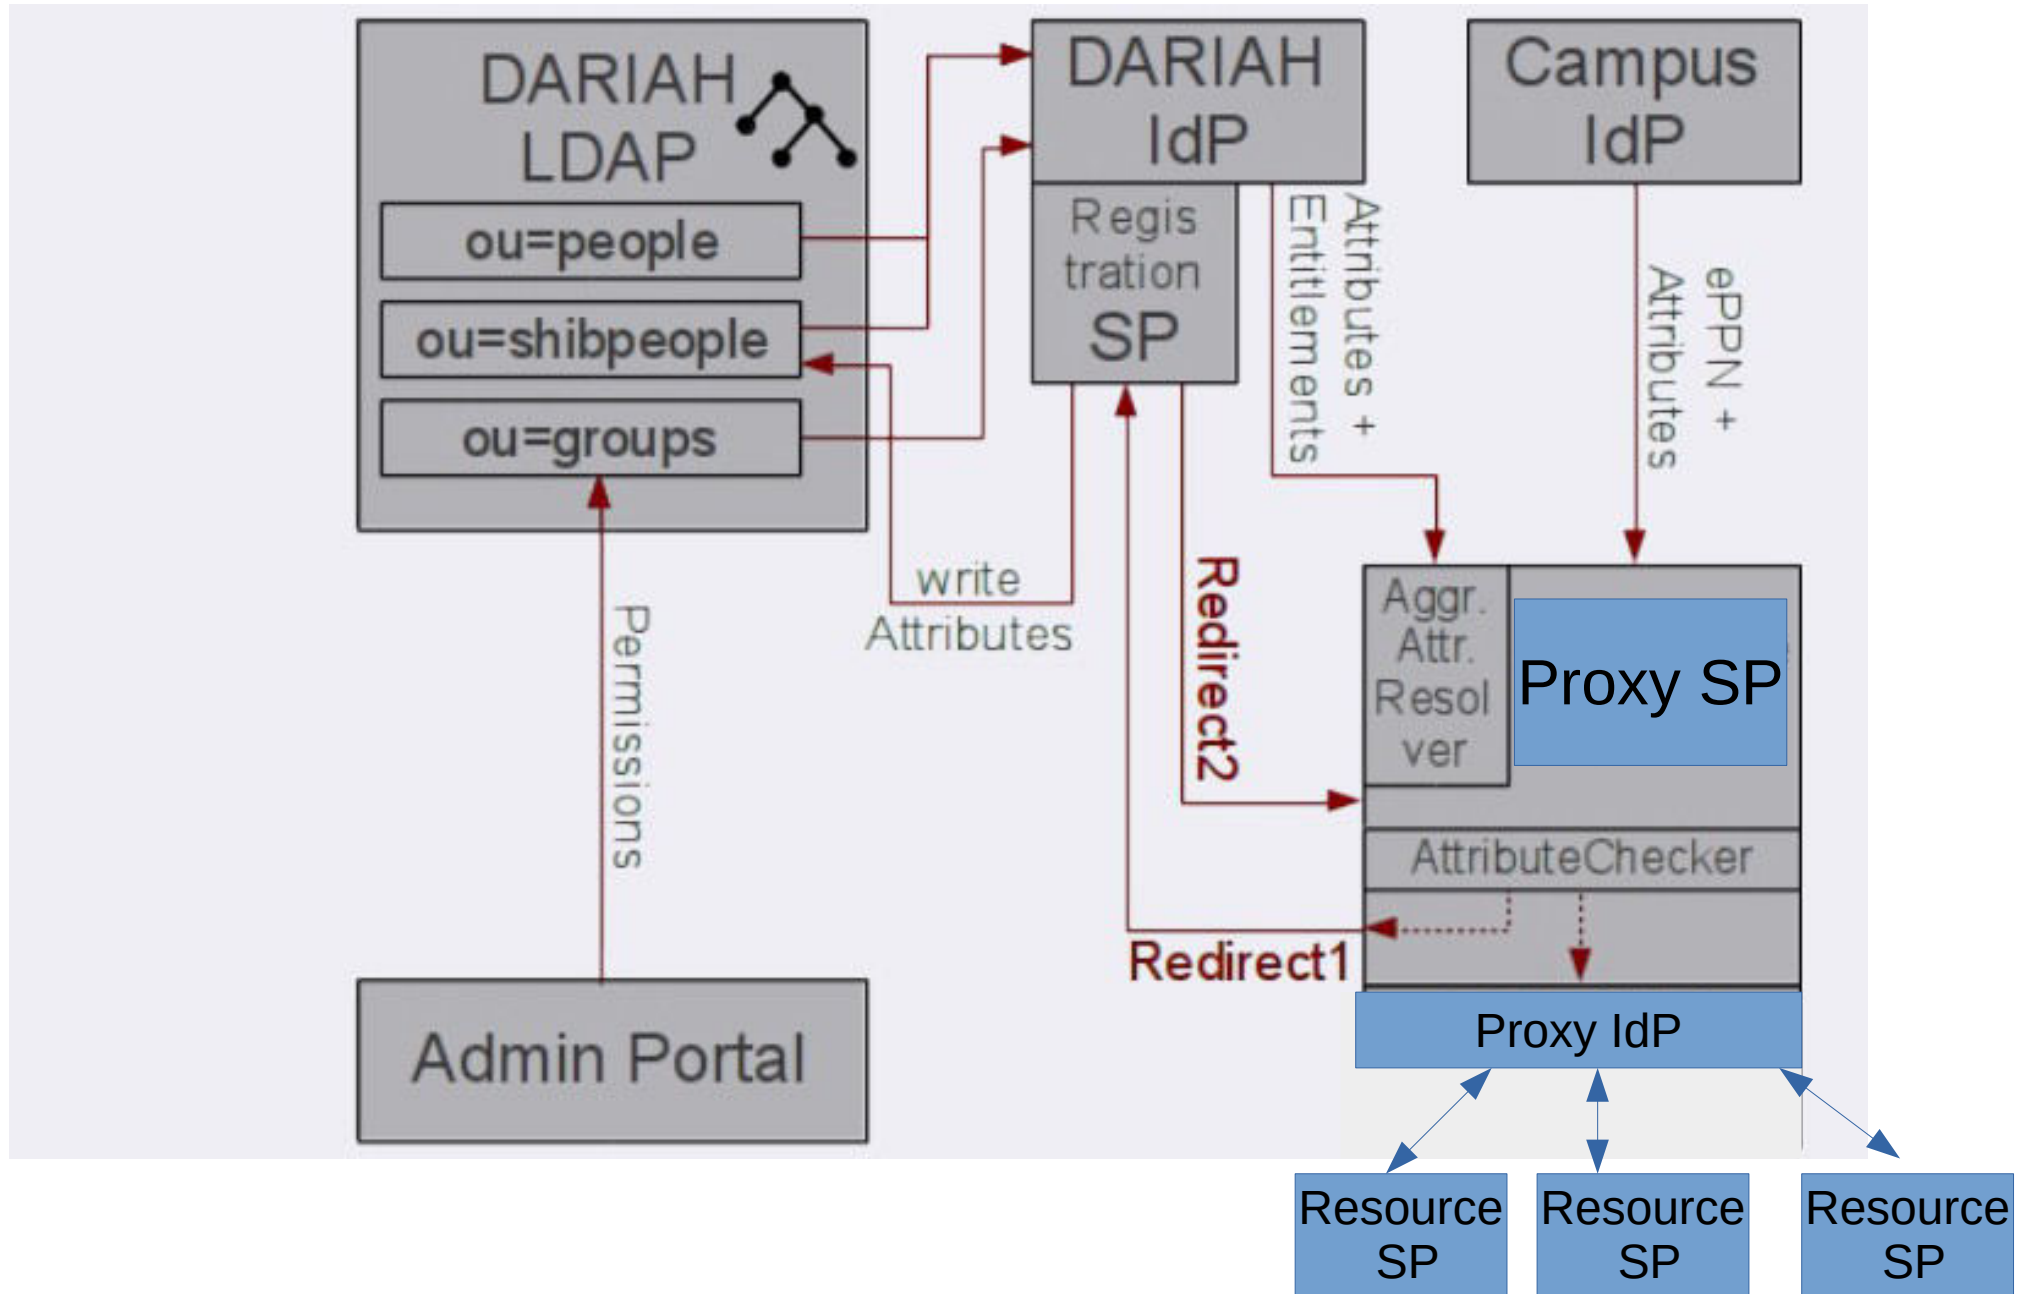 DARIAH
LDAP
ou=people
ou=shibpeople
ou=groups
DARIAH
IdP
Regis
tration
SP
Campus
IdP
Attributes +
Entitlements
ePPN +
Attributes
write
Attributes
Permissions
Redirect2
Redirect1
Aggr.
Attr.
Resol
ver
Proxy SP
AttributeChecker
Proxy IdP
Admin Portal
Resource
SP
Resource
SP
Resource
SP